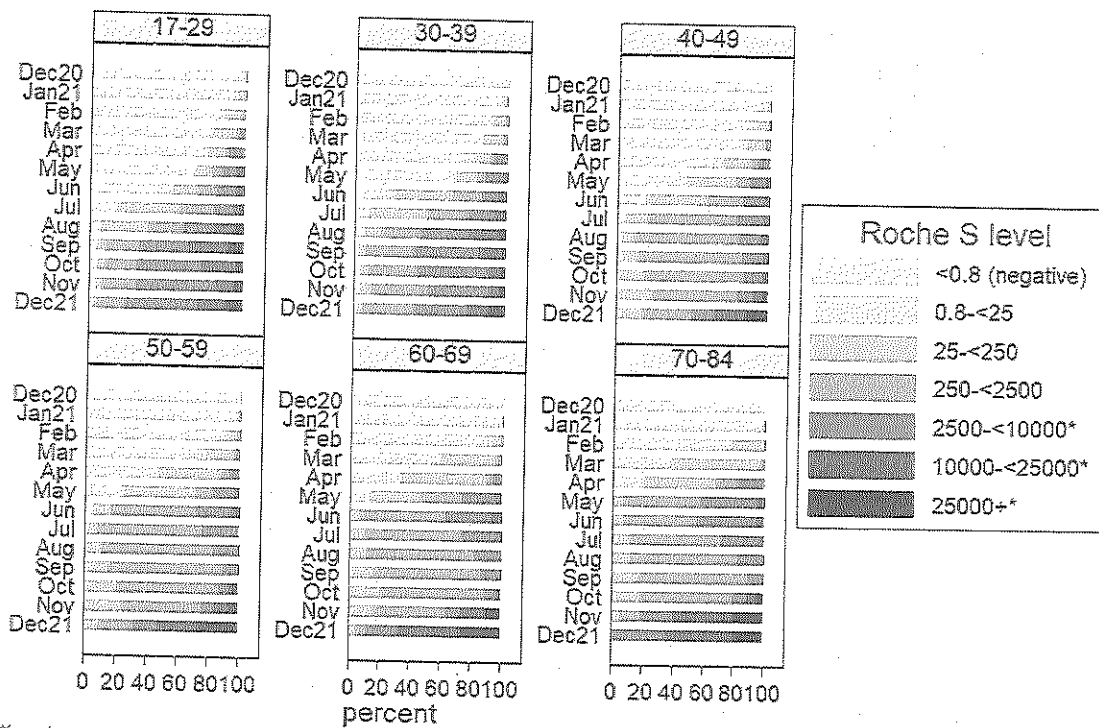 17-29
Dec20
Jan21
Feb
Mar
Apr
May
Jun
Jul
Aug
Sep
Oct
Nov
Dec21
30-39
Dec20
Jan21
Feb
Mar
Apr
May
Jun
Jul
Aug
Sep
Oct
Nov
Dec21
40-49
Dec20
Jan21
Feb
Mar
Apr
May
Jun
Jul
Aug
Sep
Oct
Nov
Dec21
50-59
Dec20
Jan21
Feb
Mar
Apr
May
Jun
Jul
Aug
Sep
Oct
Nov
Dec21
0 20 40 60 80 100
60-69
Dec20
Jan21
Feb
Mar
Apr
May
Jun
Jul
Aug
Sep
Oct
Nov
Dec21
0 20 40 60 80 100
70-84
Dec20
Jan21
Feb
Mar
Apr
May
Jun
Jul
Aug
Sep
Oct
Nov
Dec21
0 20 40 60 80 100
percent
Roche S level
<0.8 (negative)
0.8-<25
25-<250
250-<2500
2500-<10000*
10000-<25000*
25000+*